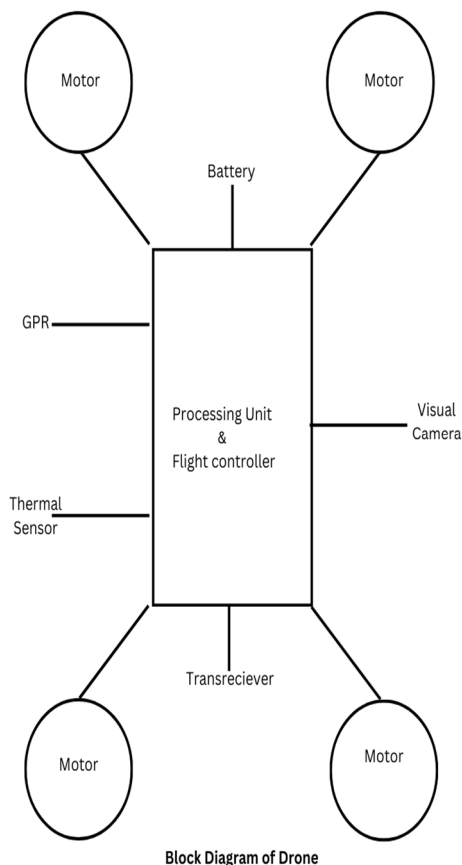 Motor
Motor
Battery
GPR
Processing Unit
&
Flight controller
Visual
Camera
Thermal
Sensor
Transreciever
Motor
Motor
Block Diagram of Drone